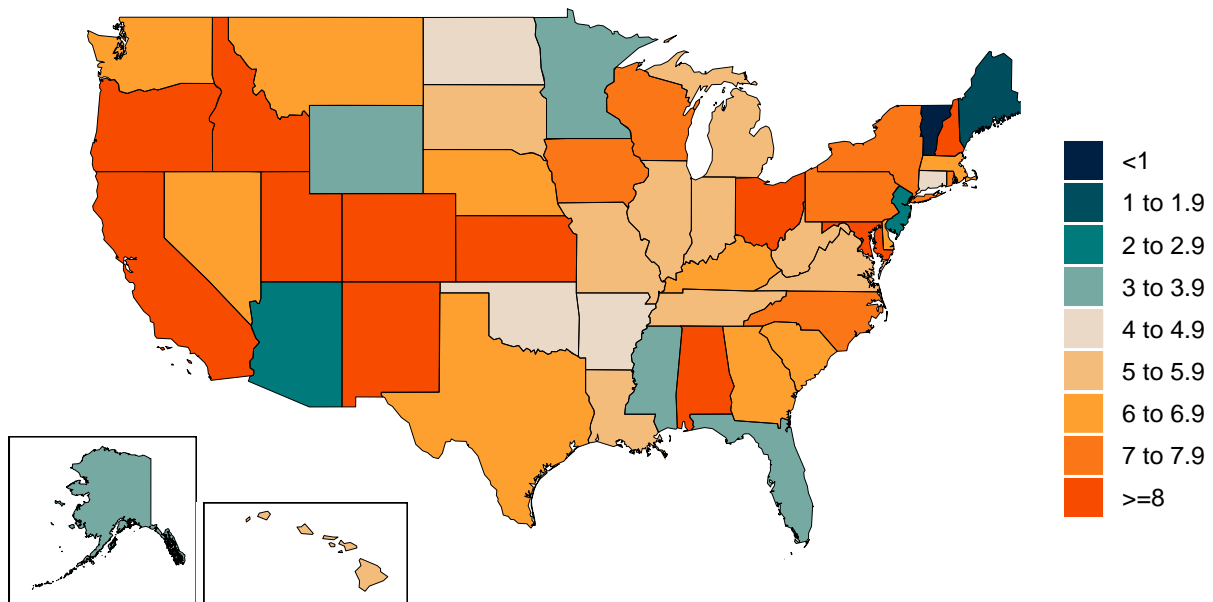 <1
1 to 1.9
2 to 2.9
3 to 3.9
4 to 4.9
5 to 5.9
6 to 6.9
7 to 7.9
>=8